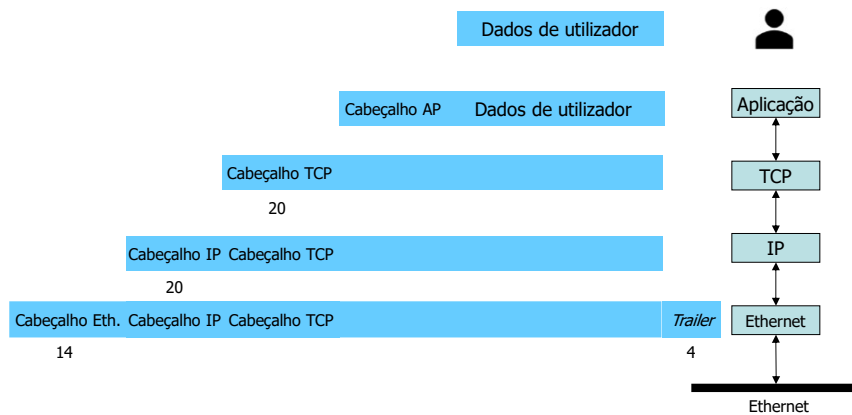 Dados de utilizador
Cabeçalho AP Dados de utilizador Aplicação
Cabeçalho TCP TCP
20
Cabeçalho IP Cabeçalho TCP IP
20
Cabeçalho Eth. Cabeçalho IP Cabeçalho TCP Trailer Ethernet
14 4
Ethernet